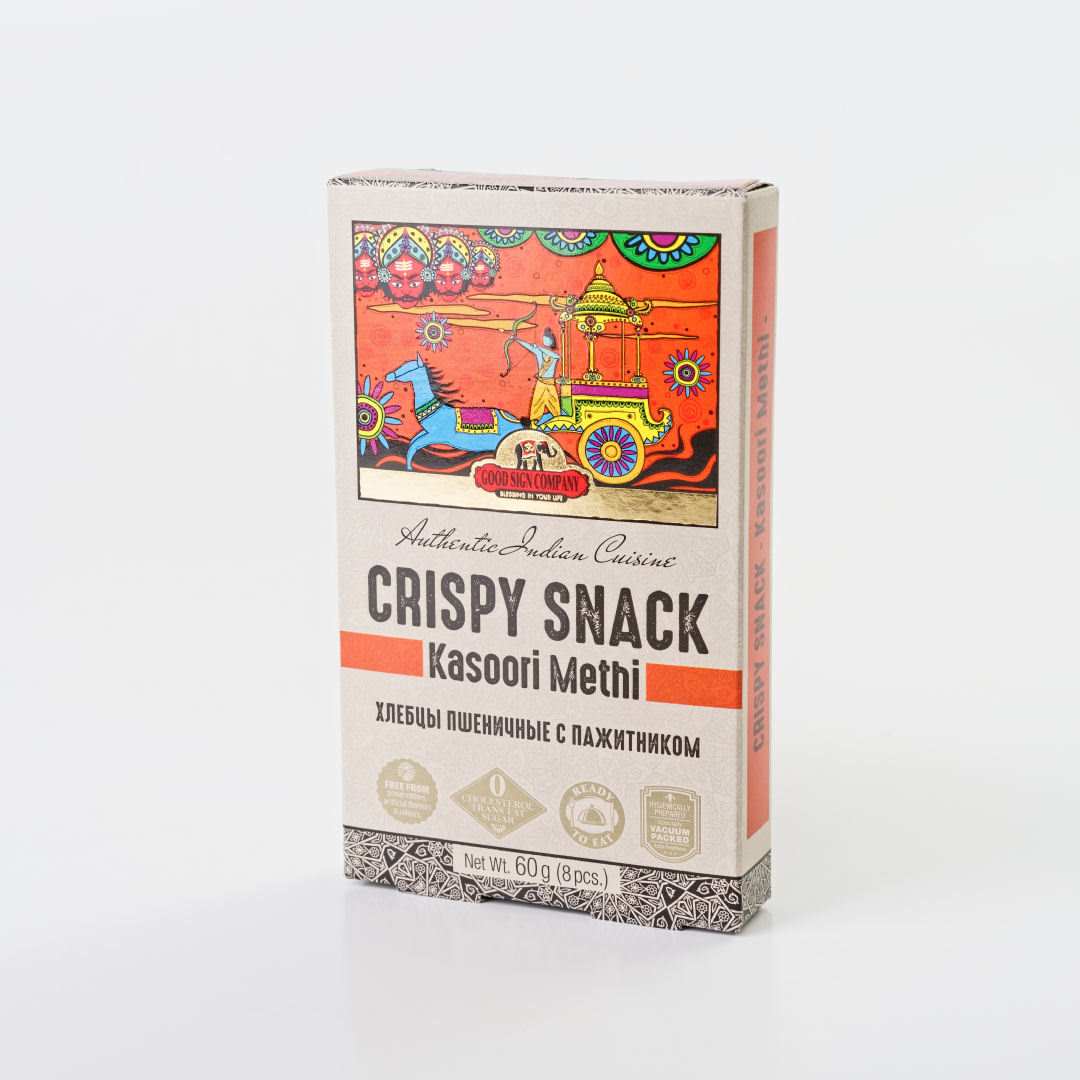 GOOD SIGN COMPANY
BLESSING IN YOUR LIFE
Authentic Indian Cuisine
CRISPY SNACK
Kasoori Methi
ХЛЕБЦЫ ПШЕНИЧНЫЕ С ПАЖИТНИКОМ
FREE FROM
0
CHOLESTEROL
TRANS FAT
SUGAR
READY
TO EAT
HYGIENICALLY
PREPARED
VACUUM
PACKED
Net Wt. 60 g (8 pcs.)
CRISPY SNACK - Kasoori Methi -